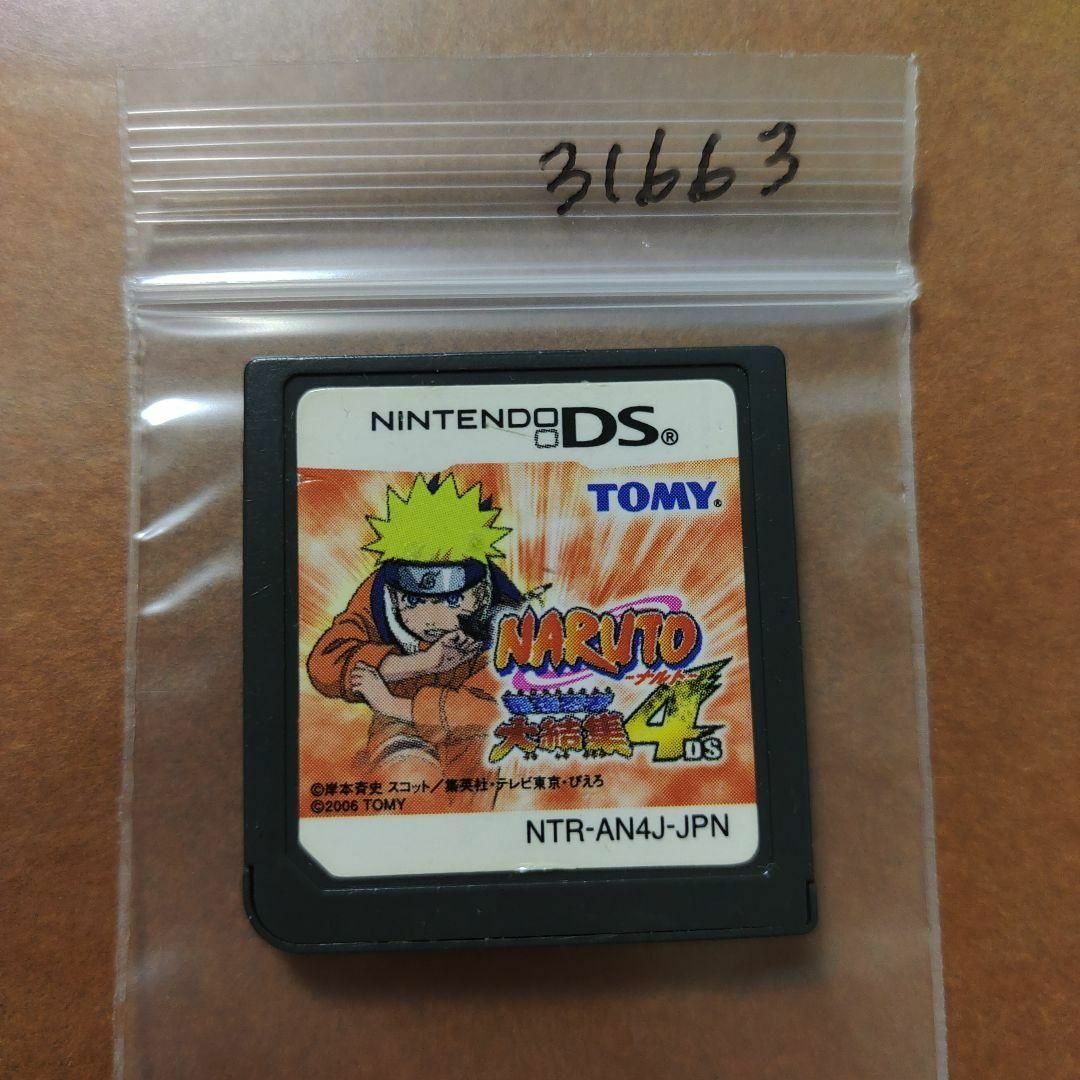 31663
NINTENDO DS®
TOMY®
NARUTO
-ナルト-
大結集4DS
©岸本斉史 スコット/集英社・テレビ東京・ぴえろ
©2006 TOMY
NTR-AN4J-JPN